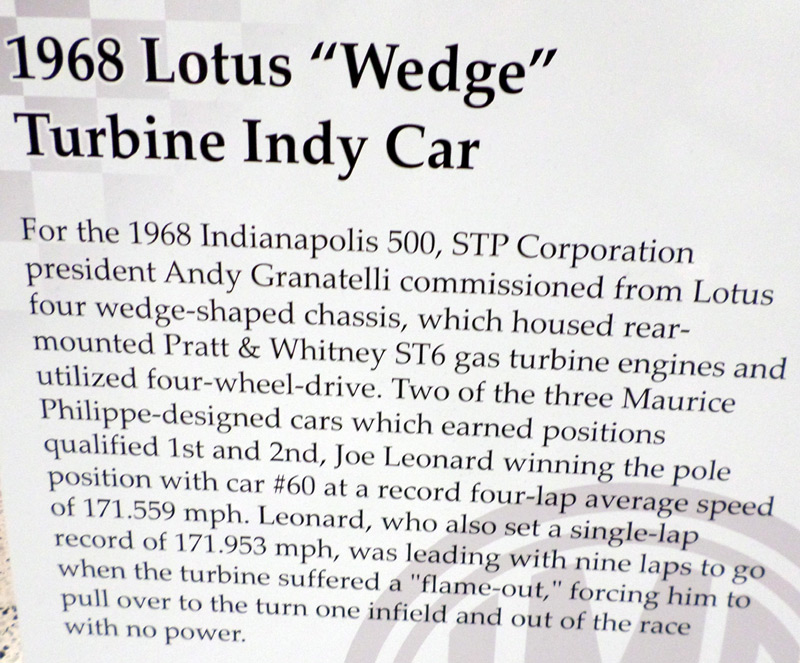 1968 Lotus “Wedge”
Turbine Indy Car
For the 1968 Indianapolis 500, STP Corporation
president Andy Granatelli commissioned from Lotus
four wedge-shaped chassis, which housed rear-
mounted Pratt & Whitney ST6 gas turbine engines and
utilized four-wheel-drive. Two of the three Maurice
Philippe-designed cars which earned positions
qualified 1st and 2nd, Joe Leonard winning the pole
position with car #60 at a record four-lap average speed
of 171.559 mph. Leonard, who also set a single-lap
record of 171.953 mph, was leading with nine laps to go
when the turbine suffered a "flame-out," forcing him to
pull over to the turn one infield and out of the race
with no power.